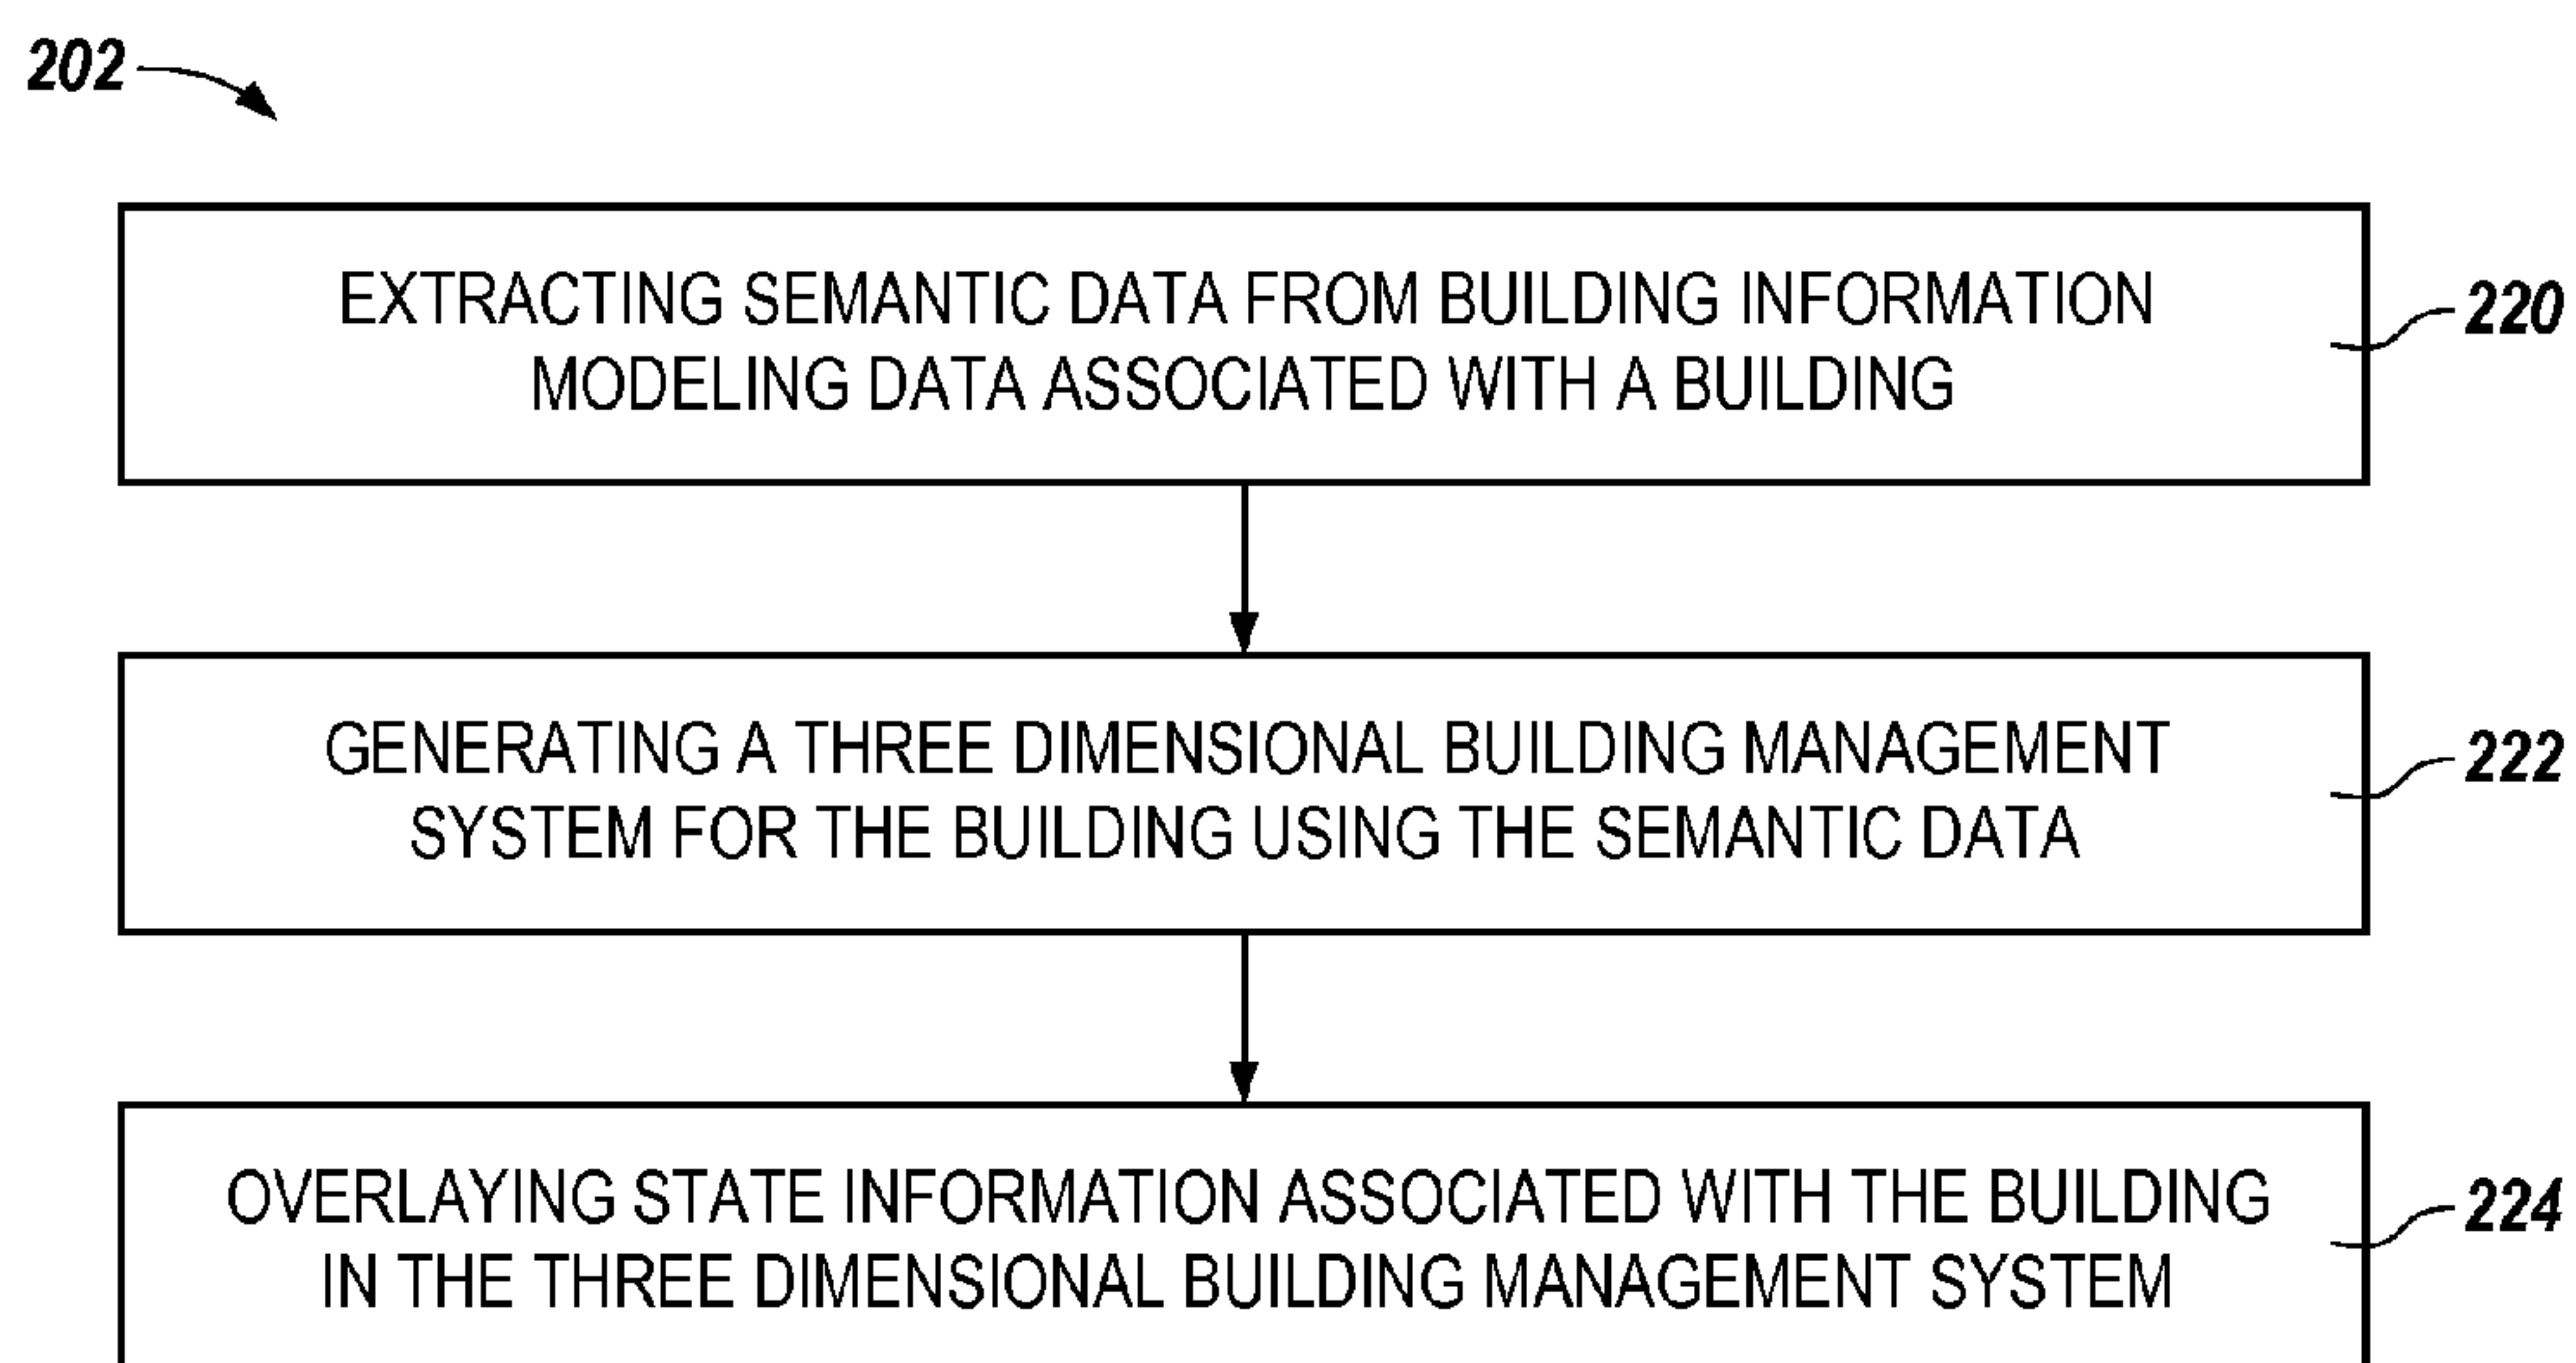 202
EXTRACTING SEMANTIC DATA FROM BUILDING INFORMATION
MODELING DATA ASSOCIATED WITH A BUILDING
220
GENERATING A THREE DIMENSIONAL BUILDING MANAGEMENT
SYSTEM FOR THE BUILDING USING THE SEMANTIC DATA
222
OVERLAYING STATE INFORMATION ASSOCIATED WITH THE BUILDING
IN THE THREE DIMENSIONAL BUILDING MANAGEMENT SYSTEM
224